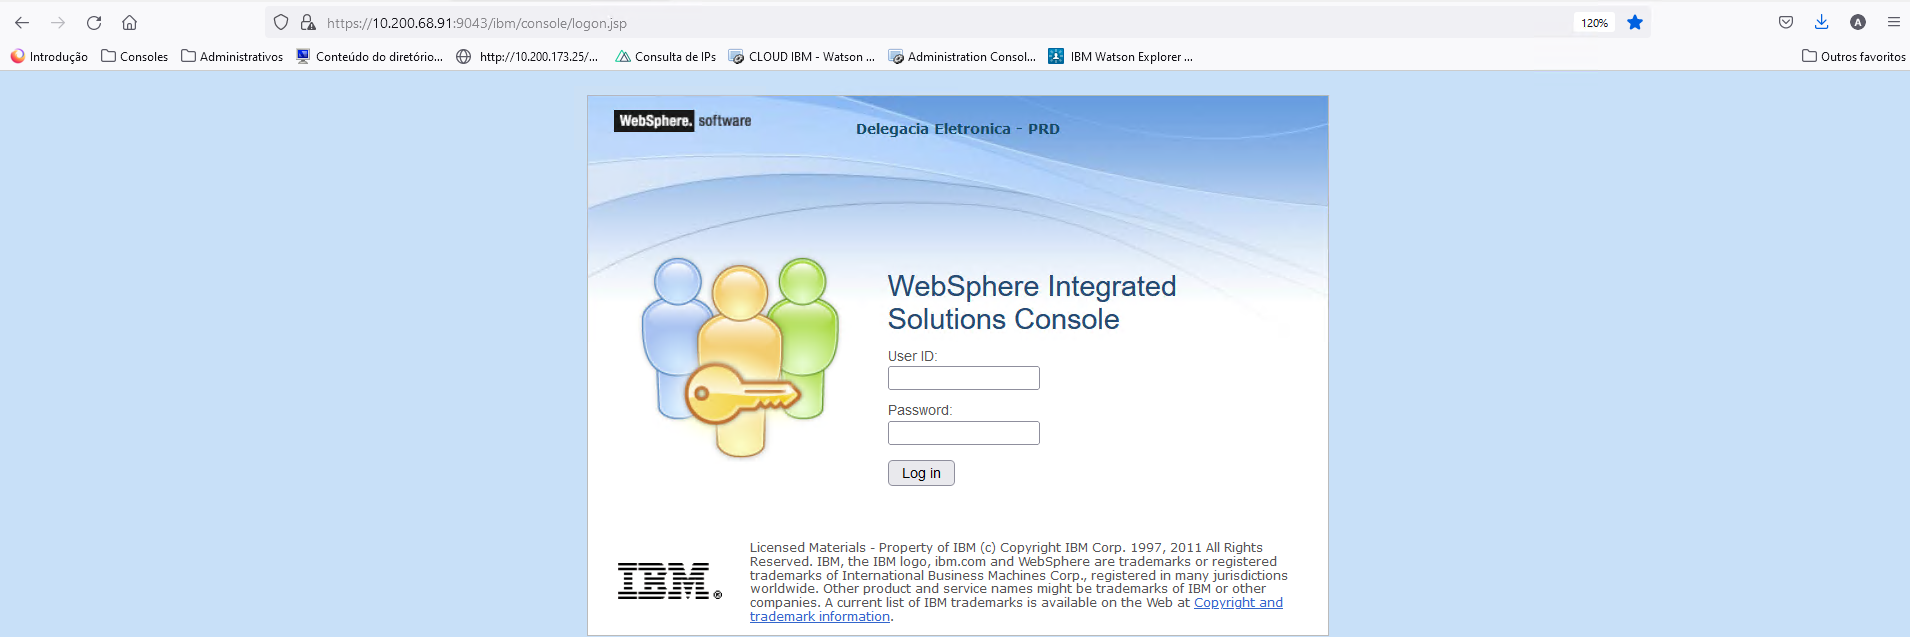 https://10.200.68.91:9043/ibm/console/logon.jsp
120%
A
Introdução
Consoles
Administrativos
Conteúdo do diretório...
http://10.200.173.25/...
Consulta de IPs
CLOUD IBM - Watson ...
Administration Consol...
IBM Watson Explorer ...
Outros favoritos
WebSphere. software
Delegacia Eletronica - PRD
WebSphere Integrated
Solutions Console
User ID:
Password:
Log in
IBM®
Licensed Materials - Property of IBM (c) Copyright IBM Corp. 1997, 2011 All Rights
Reserved. IBM, the IBM logo, ibm.com and WebSphere are trademarks or registered
trademarks of International Business Machines Corp., registered in many jurisdictions
worldwide. Other product and service names might be trademarks of IBM or other
companies. A current list of IBM trademarks is available on the Web at Copyright and
trademark information.